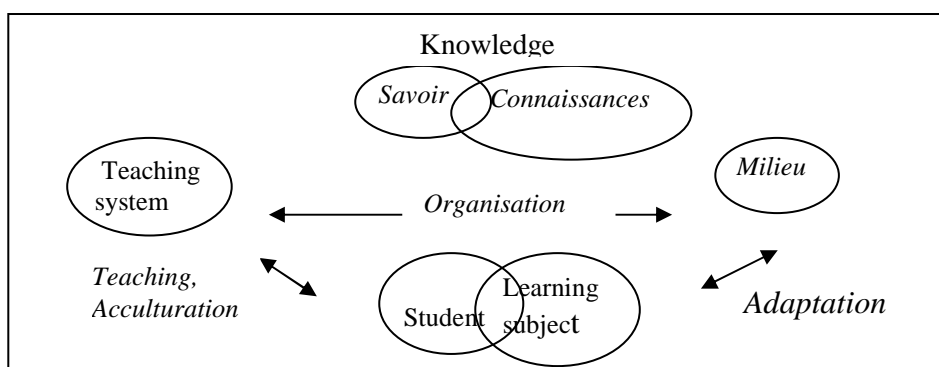 Knowledge
Savoir
Connaissances
Teaching
system
Milieu
Organisation
Teaching,
Acculturation
Student
Learning
subject
Adaptation